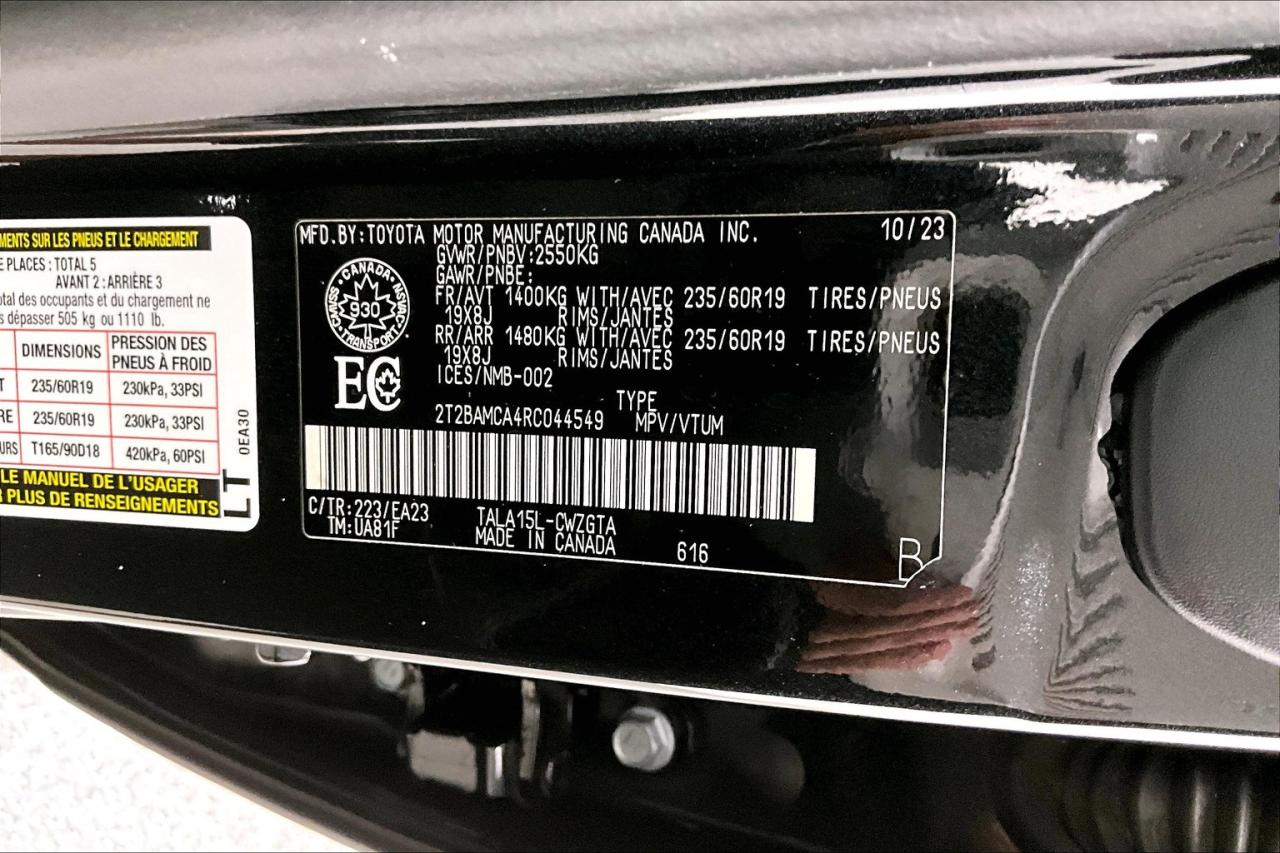 MENTS SUR LES PNEUS ET LE CHARGEMENT
E PLACES : TOTAL 5
AVANT 2 : ARRIÈRE 3
otal des occupants et du chargement ne
s dépasser 505 kg ou 1110 lb.
DIMENSIONS PRESSION DES PNEUS À FROID
T 235/60R19 230kPa, 33PSI
RE 235/60R19 230kPa, 33PSI
URS T165/90D18 420kPa, 60PSI
LE MANUEL DE L'USAGER
R PLUS DE RENSEIGNEMENTS
LT
0EA30
MFD.BY:TOYOTA MOTOR MANUFACTURING CANADA INC. 10/23
GVWR/PNBV:2550KG
GAWR/PNBE:
FR/AVT 1400KG WITH/AVEC 235/60R19 TIRES/PNEUS
19X8J RIMS/JANTES
RR/ARR 1480KG WITH/AVEC 235/60R19 TIRES/PNEUS
19X8J RIMS/JANTES
ICES/NMB-002
CANADA
CMVSS NSVAC
930
TRANSPORT
EC
TYPE
2T2BAMCA4RC044549 MPV/VTUM
C/TR:223/EA23 TALA15L-CWZGTA
TM:UA81F MADE IN CANADA 616
B